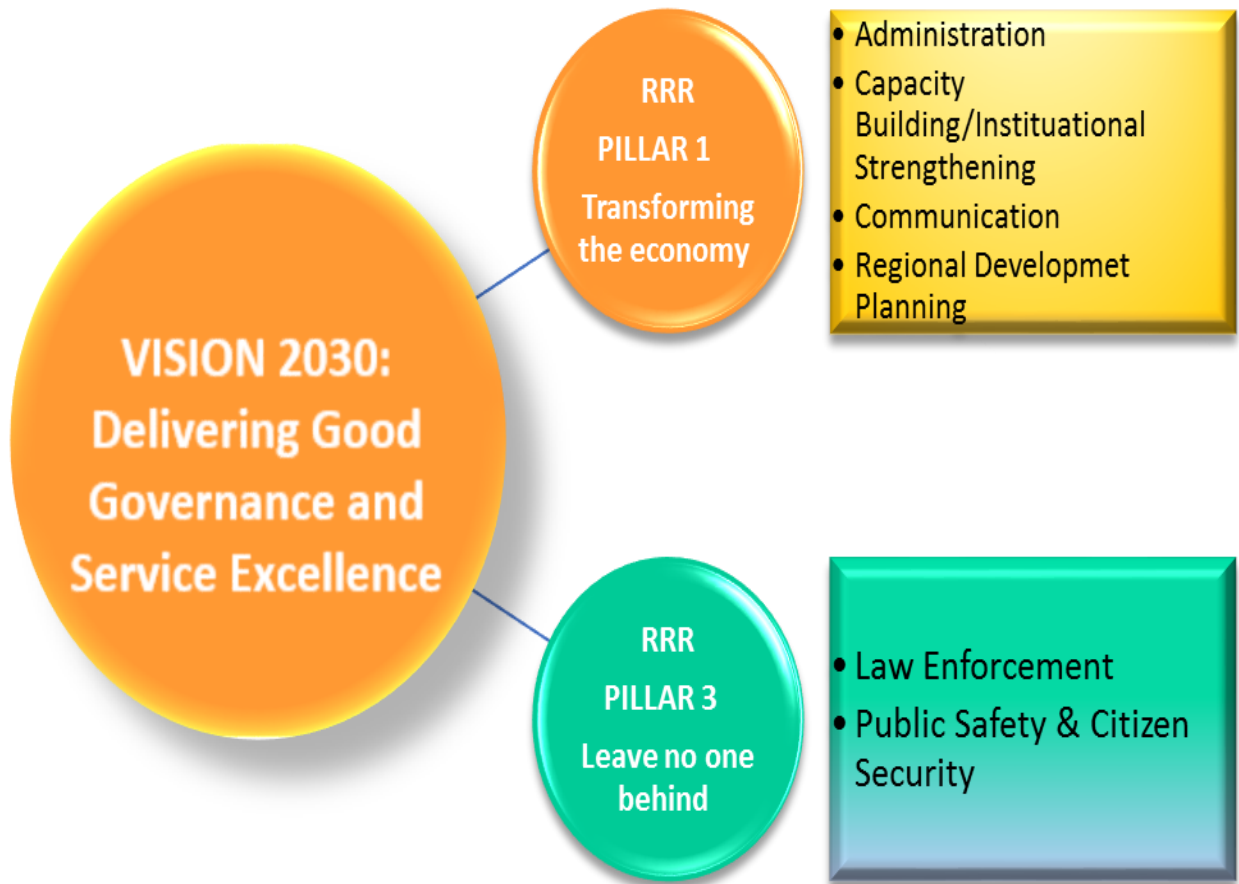 VISION 2030:
Delivering Good
Governance and
Service Excellence
RRR
PILLAR 1
Transforming
the economy
• Administration
• Capacity
Building/Instituational
Strengthening
• Communication
• Regional Developmet
Planning
RRR
PILLAR 3
Leave no one
behind
• Law Enforcement
• Public Safety & Citizen
Security